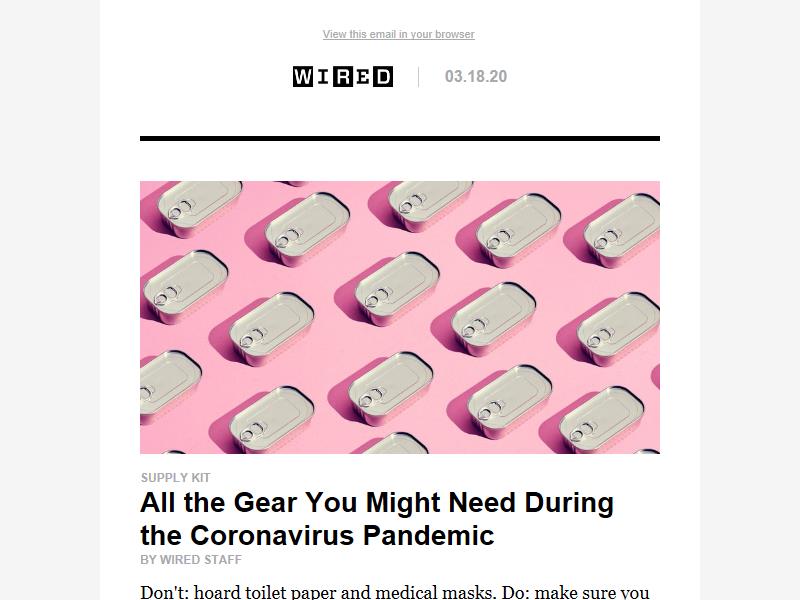 View this email in your browser
WIRED | 03.18.20
SUPPLY KIT
All the Gear You Might Need During
the Coronavirus Pandemic
BY WIRED STAFF
Don't: hoard toilet paper and medical masks. Do: make sure you